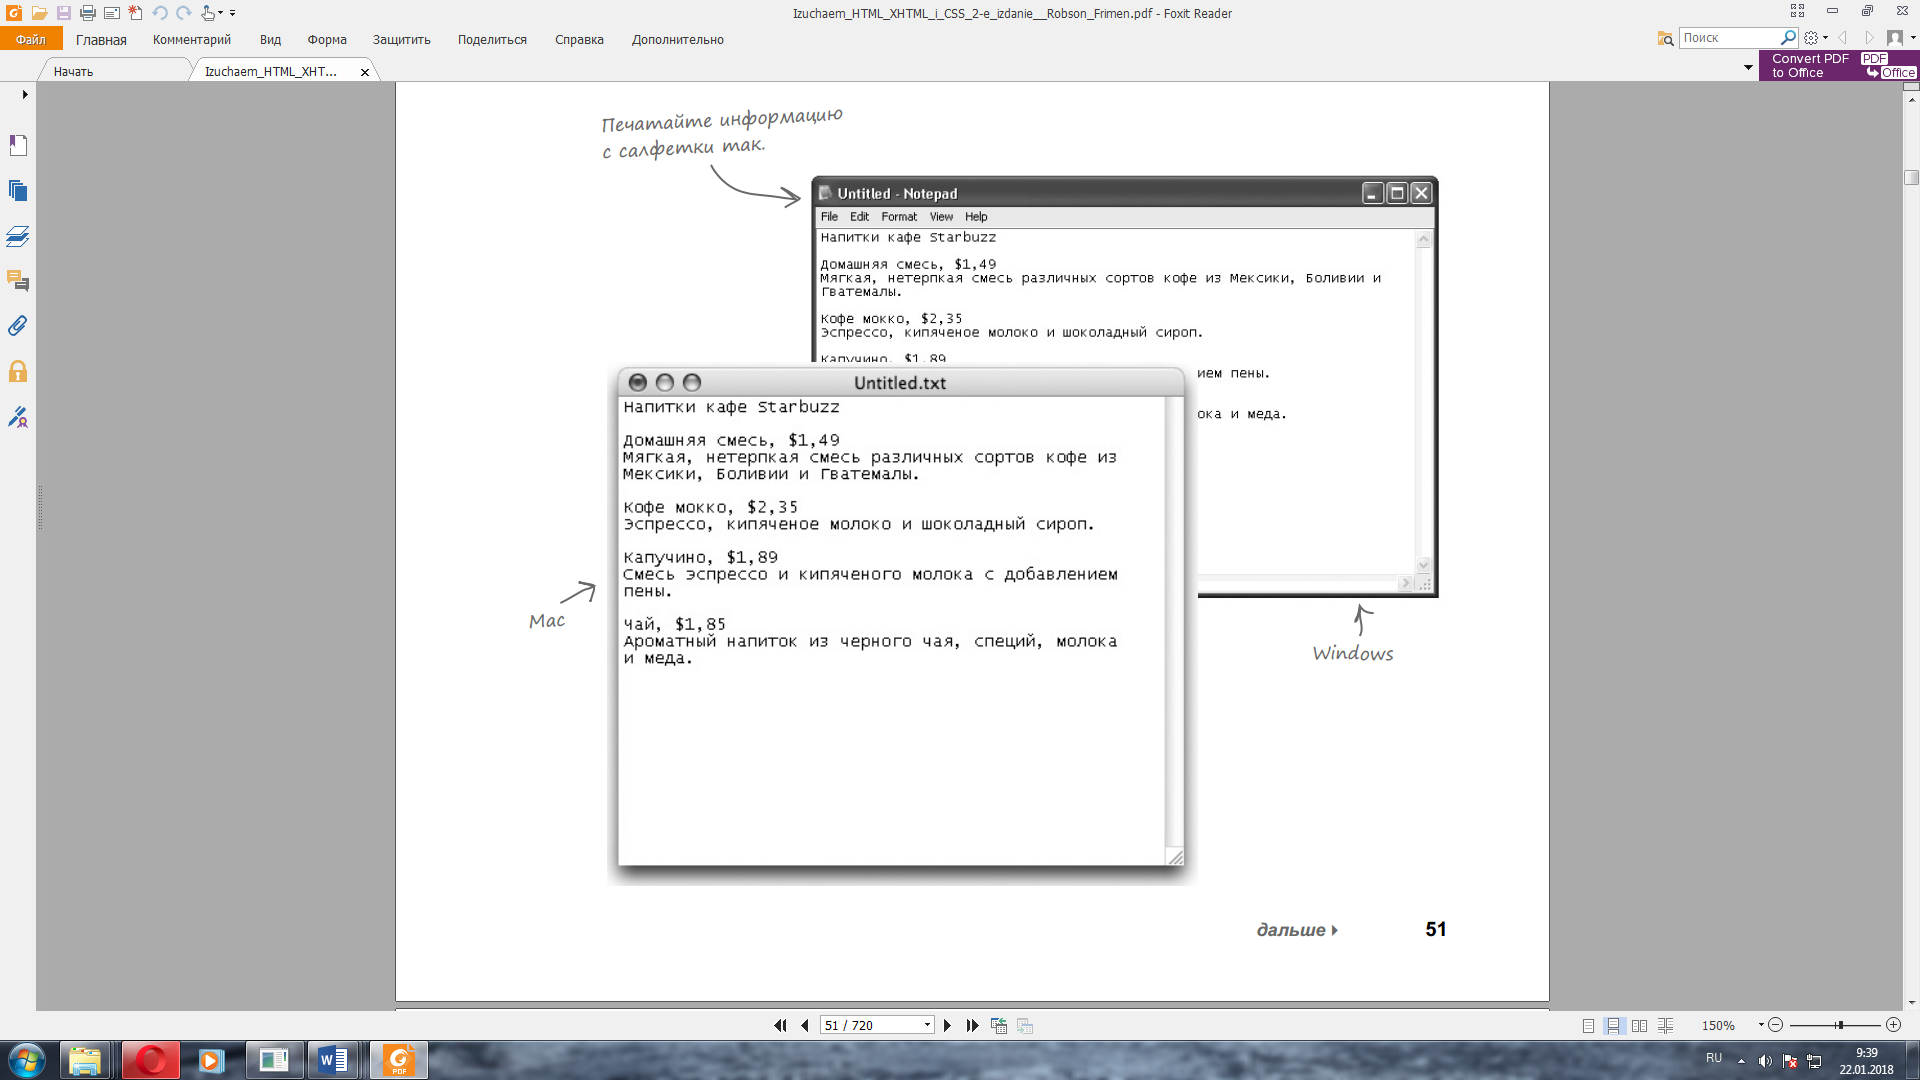 Izuchaem_HTML_XHTML_i_CSS_2-e_izdanie__Robson_Frimen.pdf - Foxit Reader
Файл Главная Комментарий Вид Форма Защитить Поделиться Справка Дополнительно
Поиск
Начать
Izuchaem_HTML_XHT...
Convert PDF
to Office
PDF
Office
Печатайте информацию
с салфетки так.
Untitled - Notepad
File Edit Format View Help
Напитки кафе Starbuzz
Домашняя смесь, $1,49
Мягкая, нетерпкая смесь различных сортов кофе из Мексики, Боливии и
Гватемалы.
Кофе мокко, $2,35
Эспрессо, кипяченое молоко и шоколадный сироп.
Капучино, $1,89
ием пены.
ока и меда.
Untitled.txt
Напитки кафе Starbuzz
Домашняя смесь, $1,49
Мягкая, нетерпкая смесь различных сортов кофе из
Мексики, Боливии и Гватемалы.
Кофе мокко, $2,35
Эспрессо, кипяченое молоко и шоколадный сироп.
Капучино, $1,89
Смесь эспрессо и кипяченого молока с добавлением
пены.
Чай, $1,85
Ароматный напиток из черного чая, специй, молока
и меда.
Mac
Windows
дальше
51
51 / 720
150%
PDF
RU
9:39
22.01.2018